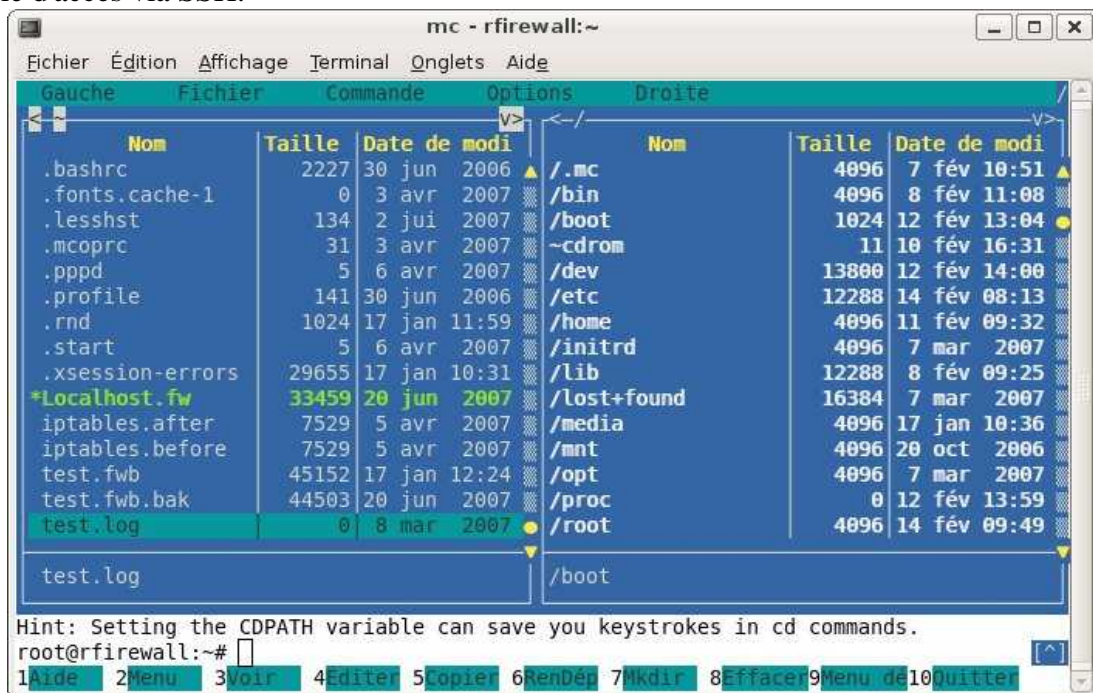 le d'accès via SSH.
mc - rfirewall:~
Fichier Édition Affichage Terminal Onglets Aide
Gauche Fichier Commande Options Droite /
< ~ v> <-/ v>
Nom Taille Date de modi Nom Taille Date de modi
.bashrc 2227 30 jun 2006 /.mc 4096 7 fév 10:51
.fonts.cache-1 0 3 avr 2007 /bin 4096 8 fév 11:08
.lesshst 134 2 jui 2007 /boot 1024 12 fév 13:04
.mcoprc 31 3 avr 2007 ~cdrom 11 10 fév 16:31
.pppd 5 6 avr 2007 /dev 13800 12 fév 14:00
.profile 141 30 jun 2006 /etc 12288 14 fév 08:13
.rnd 1024 17 jan 11:59 /home 4096 11 fév 09:32
.start 5 6 avr 2007 /initrd 4096 7 mar 2007
.xsession-errors 29655 17 jan 10:31 /lib 12288 8 fév 09:25
*Localhost.fw 33459 20 jun 2007 /lost+found 16384 7 mar 2007
iptables.after 7529 5 avr 2007 /media 4096 17 jan 10:36
iptables.before 7529 5 avr 2007 /mnt 4096 20 oct 2006
test.fwb 45152 17 jan 12:24 /opt 4096 7 mar 2007
test.fwb.bak 44503 20 jun 2007 /proc 0 12 fév 13:59
test.log 0 8 mar 2007 /root 4096 14 fév 09:49
test.log /boot
Hint: Setting the CDPATH variable can save you keystrokes in cd commands.
root@rfirewall:~# [^]
1Aide 2Menu 3Voir 4Editer 5Copier 6RenDép 7Mkdir 8Effacer 9Menu dé 10Quitter